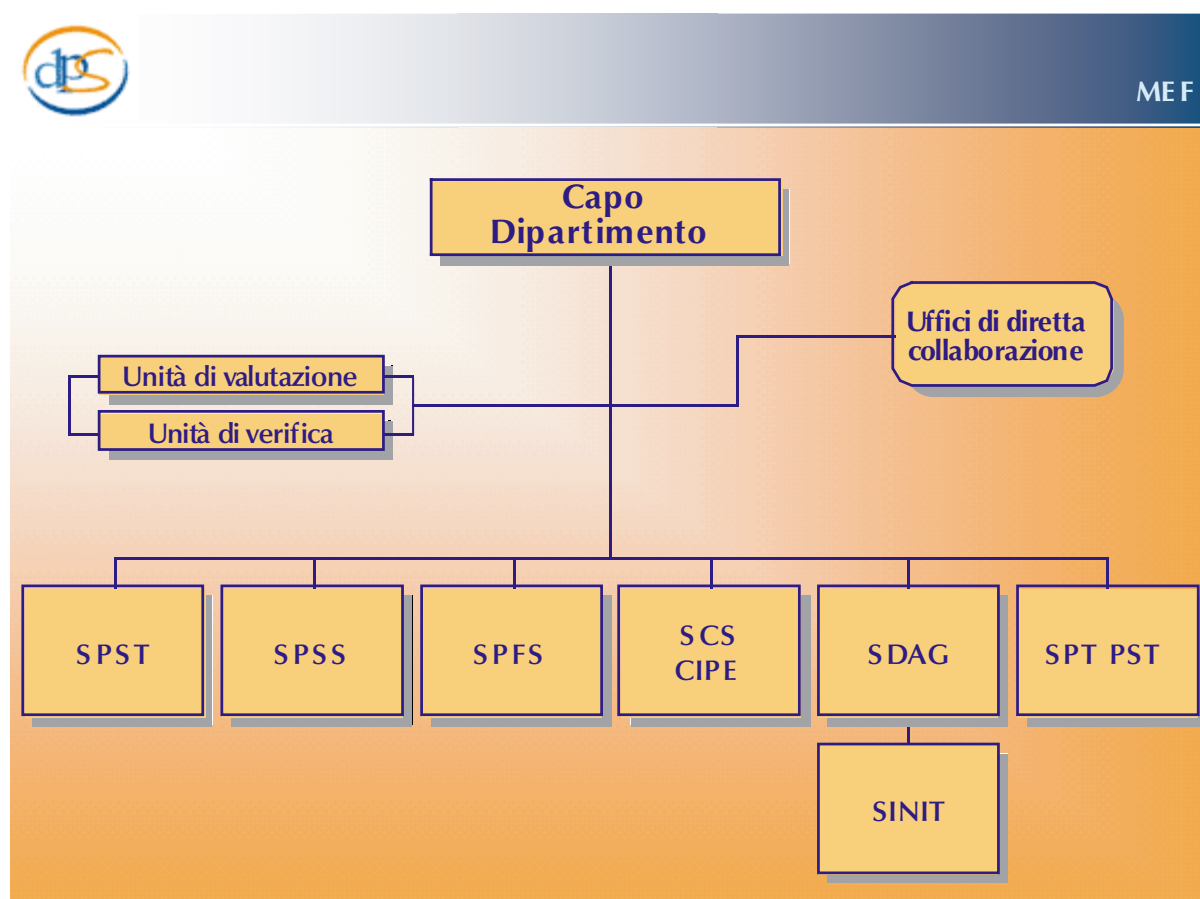 dps
MEF
Capo
Dipartimento
Uffici di diretta
collaborazione
Unità di valutazione
Unità di verifica
SPST
SPSS
SPFS
SCS
CIPE
SDAG
SPT PST
SINIT